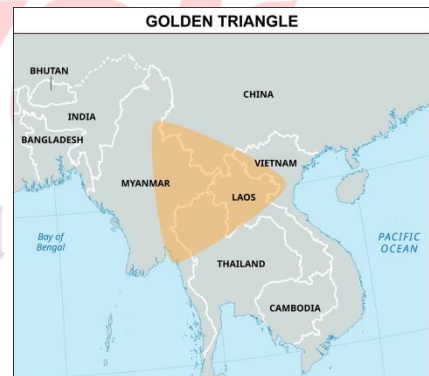 GOLDEN TRIANGLE
BHUTAN
CHINA
INDIA
BANGLADESH
VIETNAM
MYANMAR
LAOS
Bay of
Bengal
PACIFIC
OCEAN
THAILAND
CAMBODIA